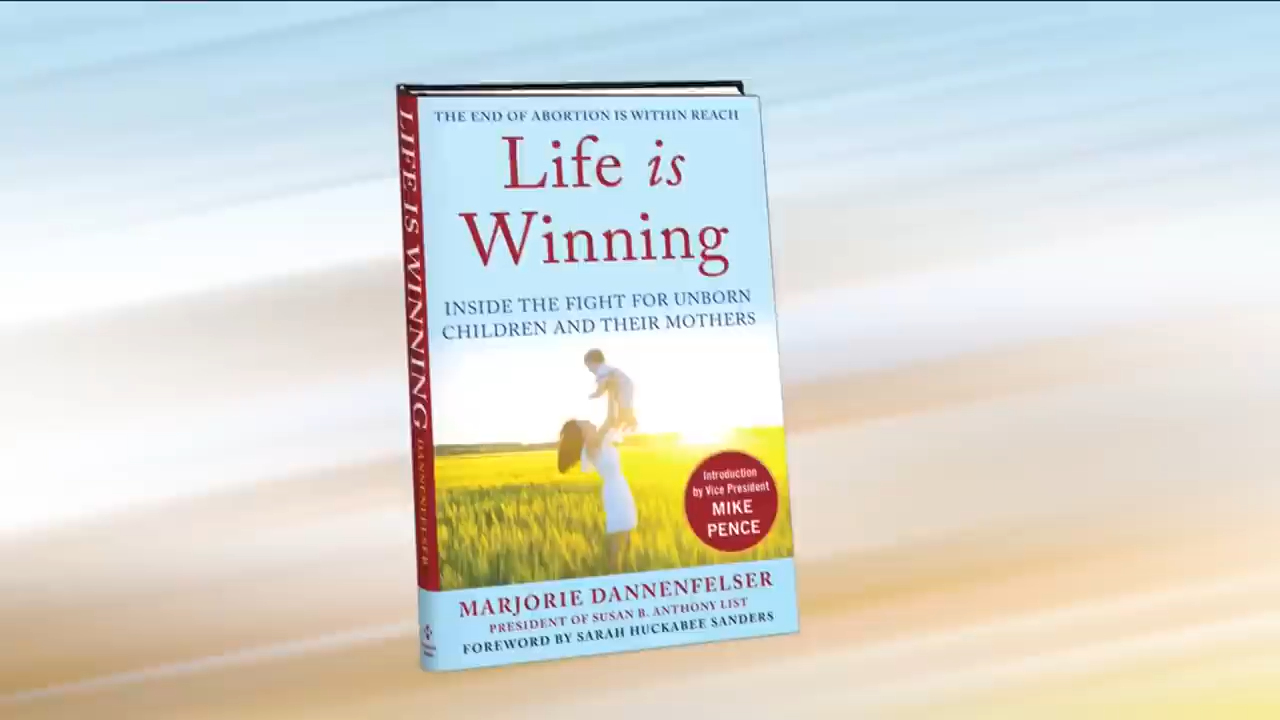 THE END OF ABORTION IS WITHIN REACH
Life is
Winning
INSIDE THE FIGHT FOR UNBORN
CHILDREN AND THEIR MOTHERS
Introduction
by Vice President
MIKE
PENCE
MARJORIE DANNENFELSER
PRESIDENT OF SUSAN B. ANTHONY LIST
FOREWORD BY SARAH HUCKABEE SANDERS
LIFE IS WINNING DANNENFELSER